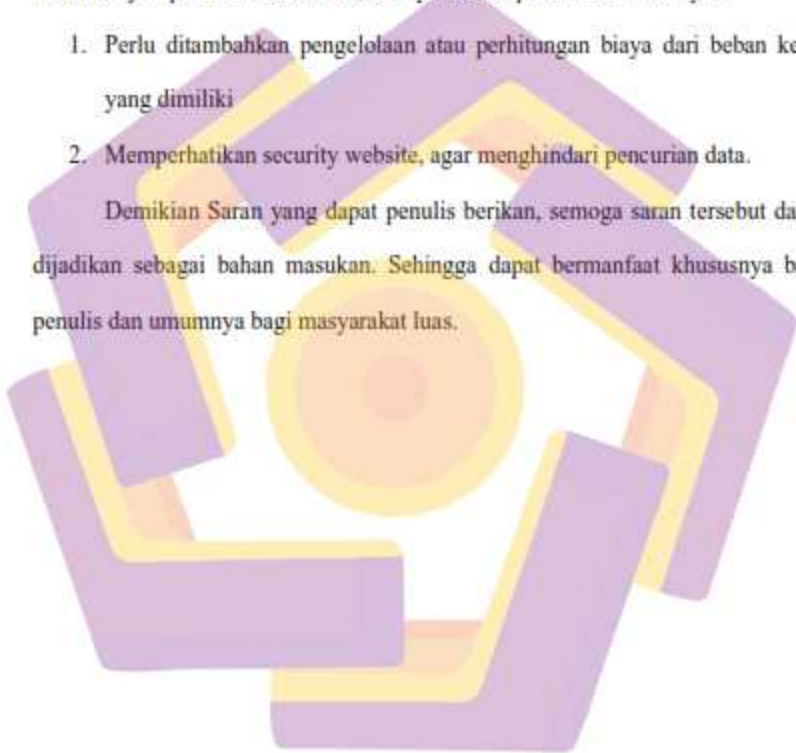 1. Perlu ditambahkan pengelolaan atau perhitungan biaya dari beban
yang dimiliki
2. Memperhatikan security website, agar menghindari pencurian data.
Demikian Saran yang dapat penulis berikan, semoga saran tersebut
dijadikan sebagai bahan masukan. Sehingga dapat bermanfaat khususnya
penulis dan umumnya bagi masyarakat luas.